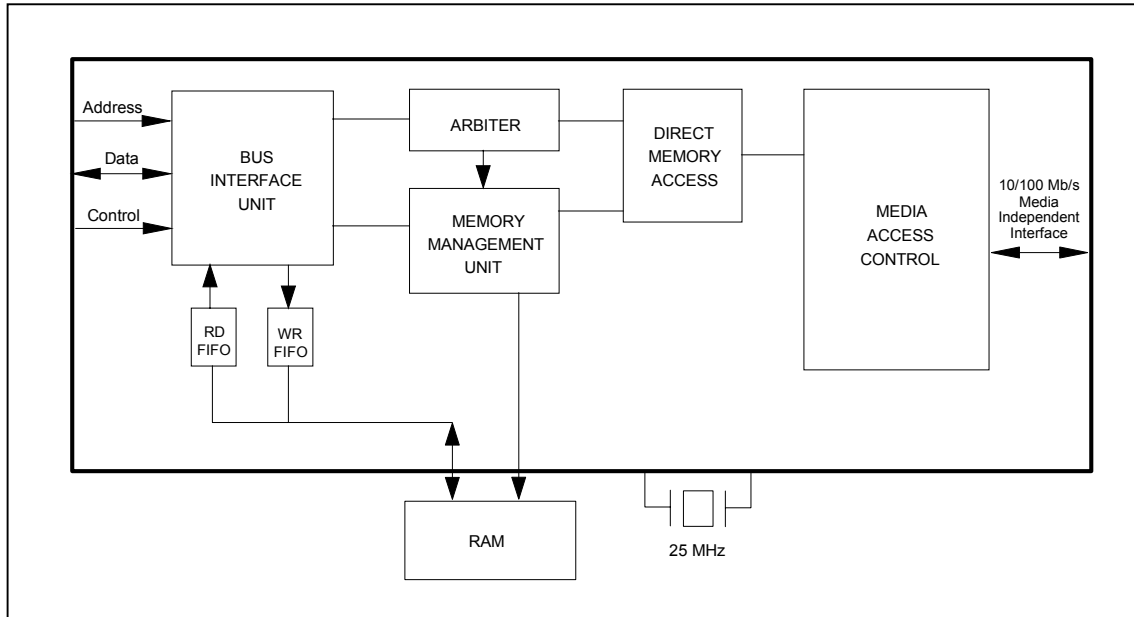 Address
Data
Control
BUS
INTERFACE
UNIT
ARBITER
MEMORY
MANAGEMENT
UNIT
DIRECT
MEMORY
ACCESS
MEDIA
ACCESS
CONTROL
10/100 Mb/s
Media
Independent
Interface
RD
FIFO
WR
FIFO
RAM
25 MHz